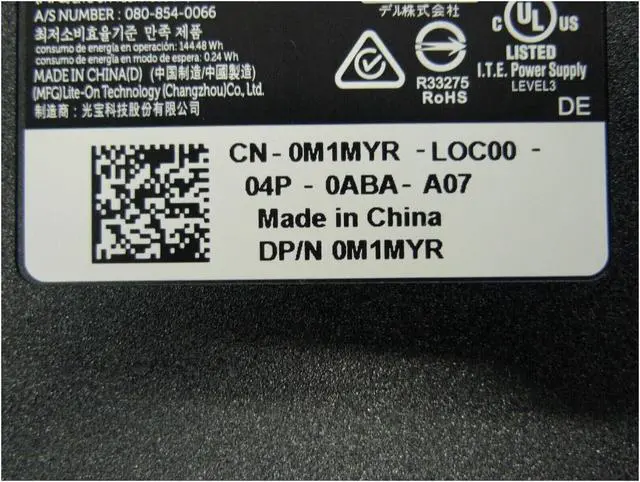 A/S NUMBER : 080-854-0066
최저소비효율기준 만족 제품
consumo de energía en operación: 144.48 Wh
consumo de energía en modo de espera: 0.24 Wh
MADE IN CHINA(D) (中国制造/中國製造)
(MFG)Lite-On Technology (Changzhou)Co., Ltd.
制造商：光宝科技股份有限公司
デル株式会社
R33275
RoHS
c UL US
LISTED
I.T.E. Power Supply
LEVEL3
DE
CN - 0M1MYR - LOC00 -
04P - 0ABA - A07
Made in China
DP/N 0M1MYR